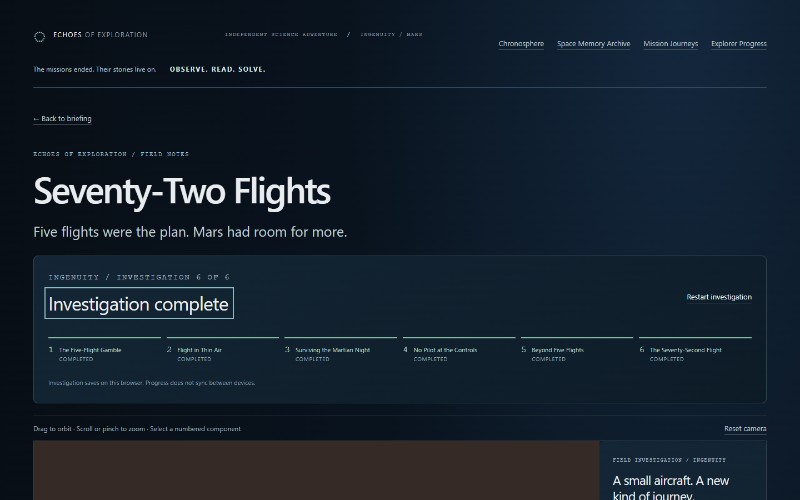 ECHOES OF EXPLORATION
INDEPENDENT SCIENCE ADVENTURE / INGENUITY / MARS
Chronosphere Space Memory Archive Mission Journeys Explorer Progress
The missions ended. Their stories live on. OBSERVE. READ. SOLVE.
← Back to briefing
ECHOES OF EXPLORATION / FIELD NOTES
Seventy-Two Flights
Five flights were the plan. Mars had room for more.
INGENUITY / INVESTIGATION 6 OF 6
Investigation complete
Restart investigation
1 The Five-Flight Gamble
COMPLETED
2 Flight in Thin Air
COMPLETED
3 Surviving the Martian Night
COMPLETED
4 No Pilot at the Controls
COMPLETED
5 Beyond Five Flights
COMPLETED
6 The Seventy-Second Flight
COMPLETED
Investigation saves on this browser. Progress does not sync between devices.
Drag to orbit · Scroll or pinch to zoom · Select a numbered component
Reset camera
FIELD INVESTIGATION / INGENUITY
A small aircraft. A new
kind of journey.